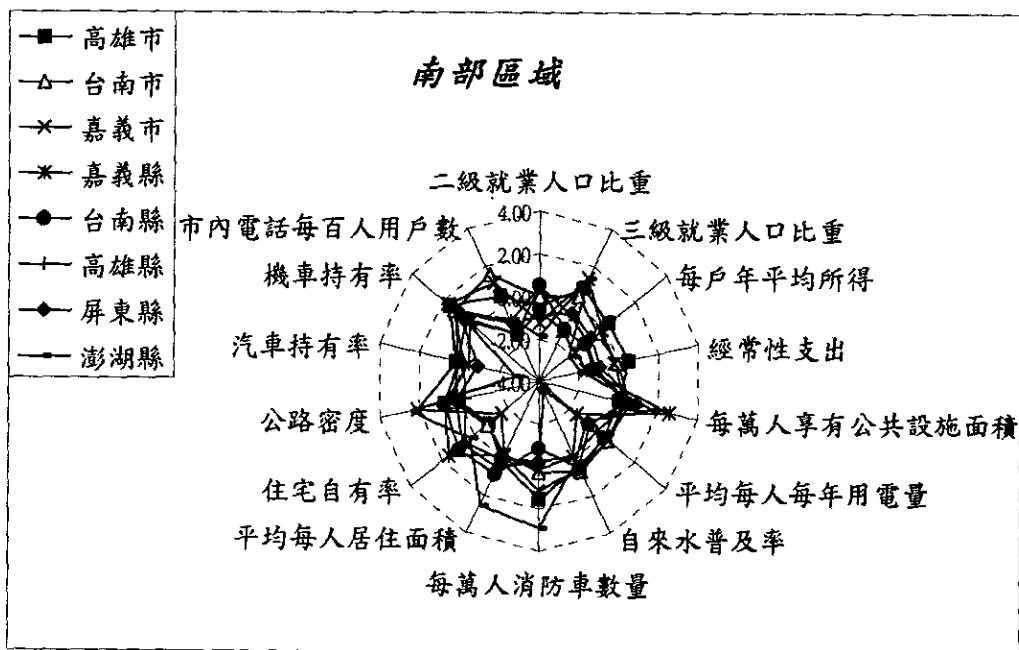 高雄市
台南市
嘉義市
嘉義縣
台南縣
高雄縣
屏東縣
澎湖縣
南部區域
二級就業人口比重
三級就業人口比重
每戶年平均所得
經常性支出
每萬人享有公共設施面積
平均每人每年用電量
自來水普及率
每萬人消防車數量
平均每人居住面積
住宅自有率
公路密度
汽車持有率
機車持有率
市內電話每百人用戶數
4.00
2.00
4.00